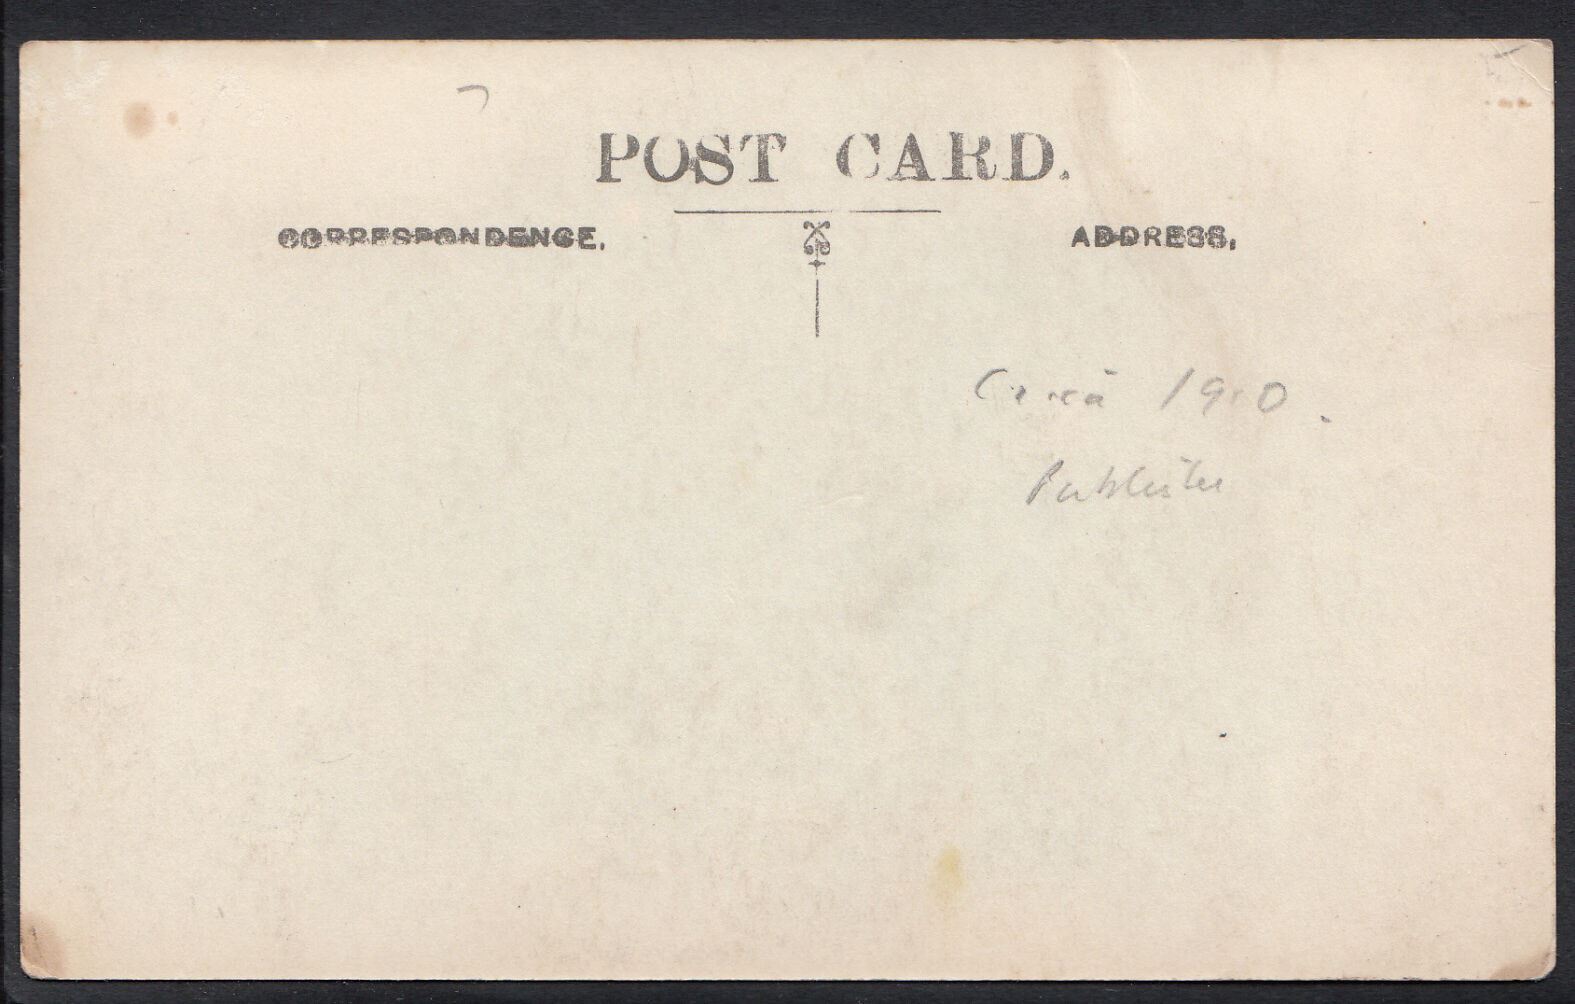 POST CARD.
CORRESPONDENCE.
ADDRESS.
Circa 1910.